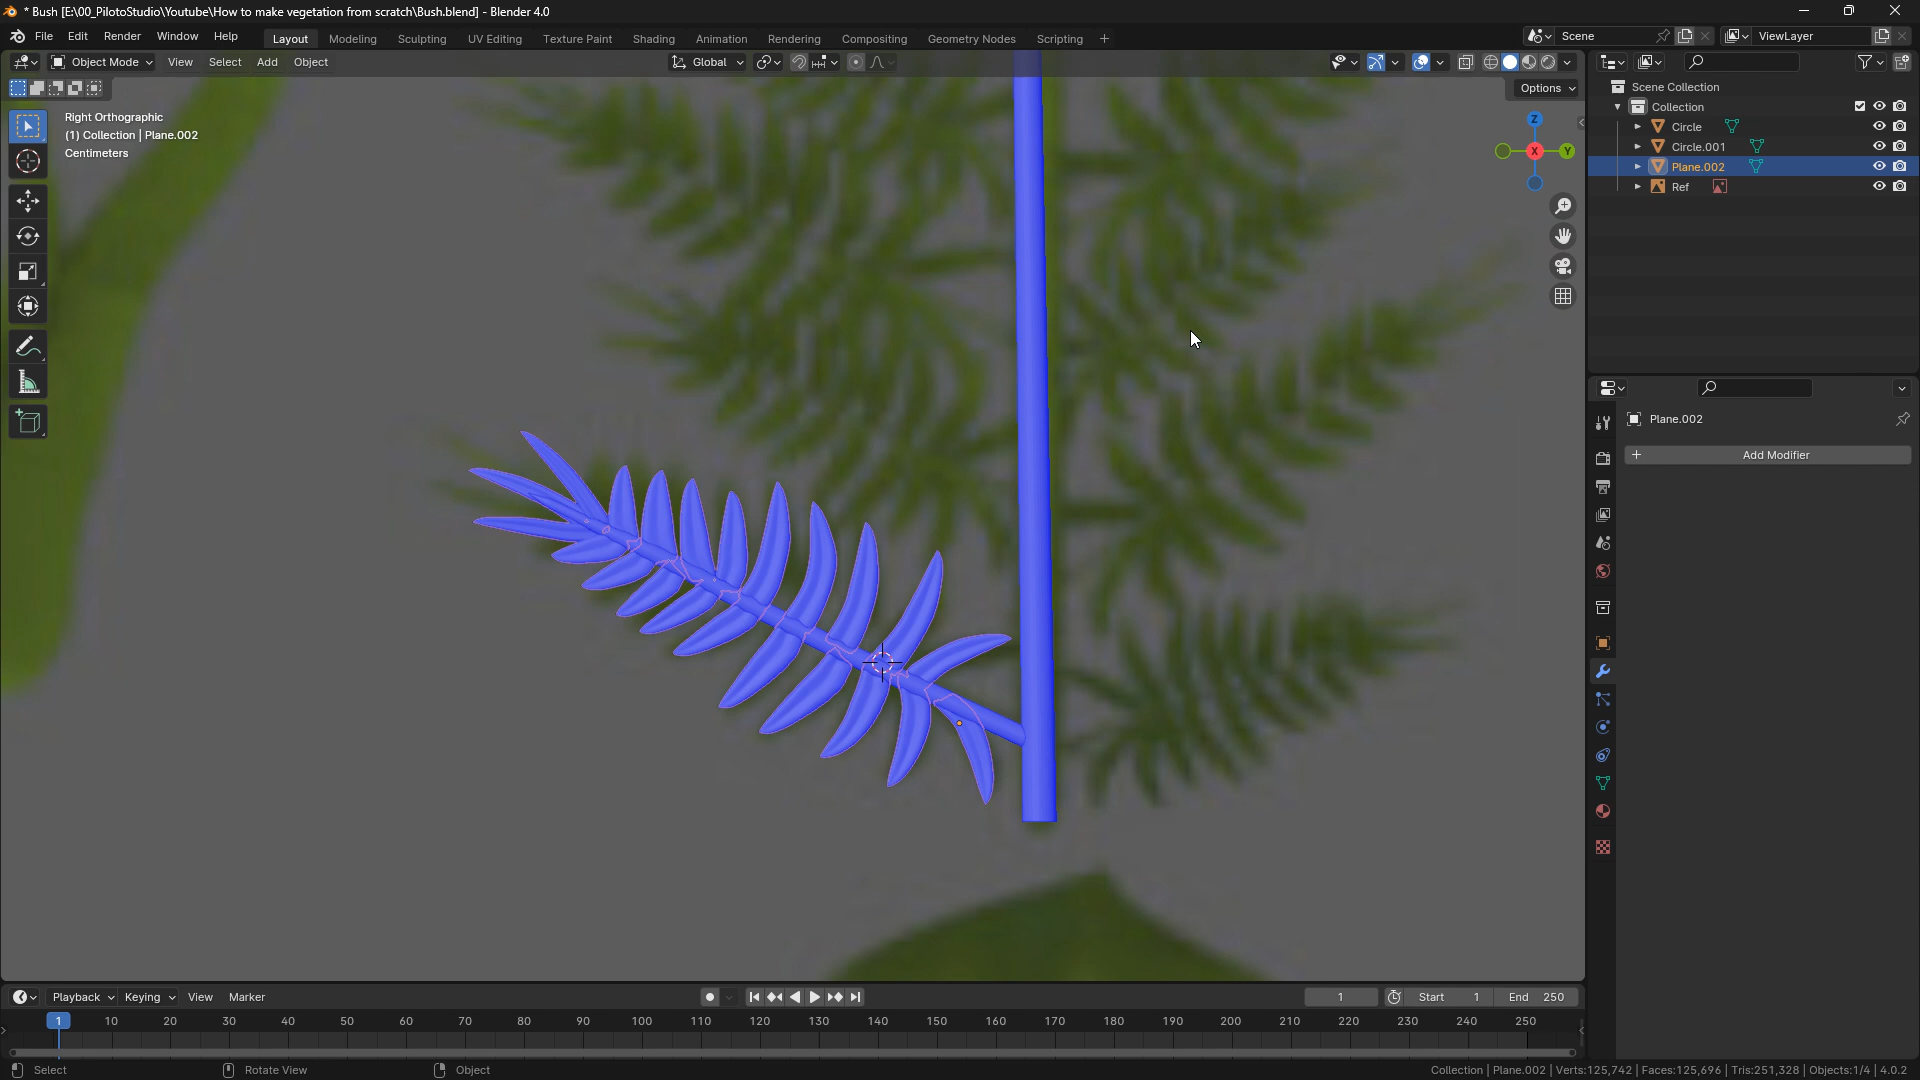 * Bush [E:\00_PilotoStudio\Youtube\How to make vegetation from scratch\Bush.blend] - Blender 4.0
File Edit Render Window Help Layout Modeling Sculpting UV Editing Texture Paint Shading Animation Rendering Compositing Geometry Nodes Scripting + Scene ViewLayer
Object Mode View Select Add Object Global
Options
Right Orthographic
(1) Collection | Plane.002
Centimeters
Z
X
Y
Scene Collection
Collection
Circle
Circle.001
Plane.002
Ref
Plane.002
+ Add Modifier
Playback Keying View Marker 1 Start 1 End 250
1 10 20 30 40 50 60 70 80 90 100 110 120 130 140 150 160 170 180 190 200 210 220 230 240 250
Select Rotate View Object Collection | Plane.002 | Verts:125,742 | Faces:125,696 | Tris:251,328 | Objects:1/4 | 4.0.2